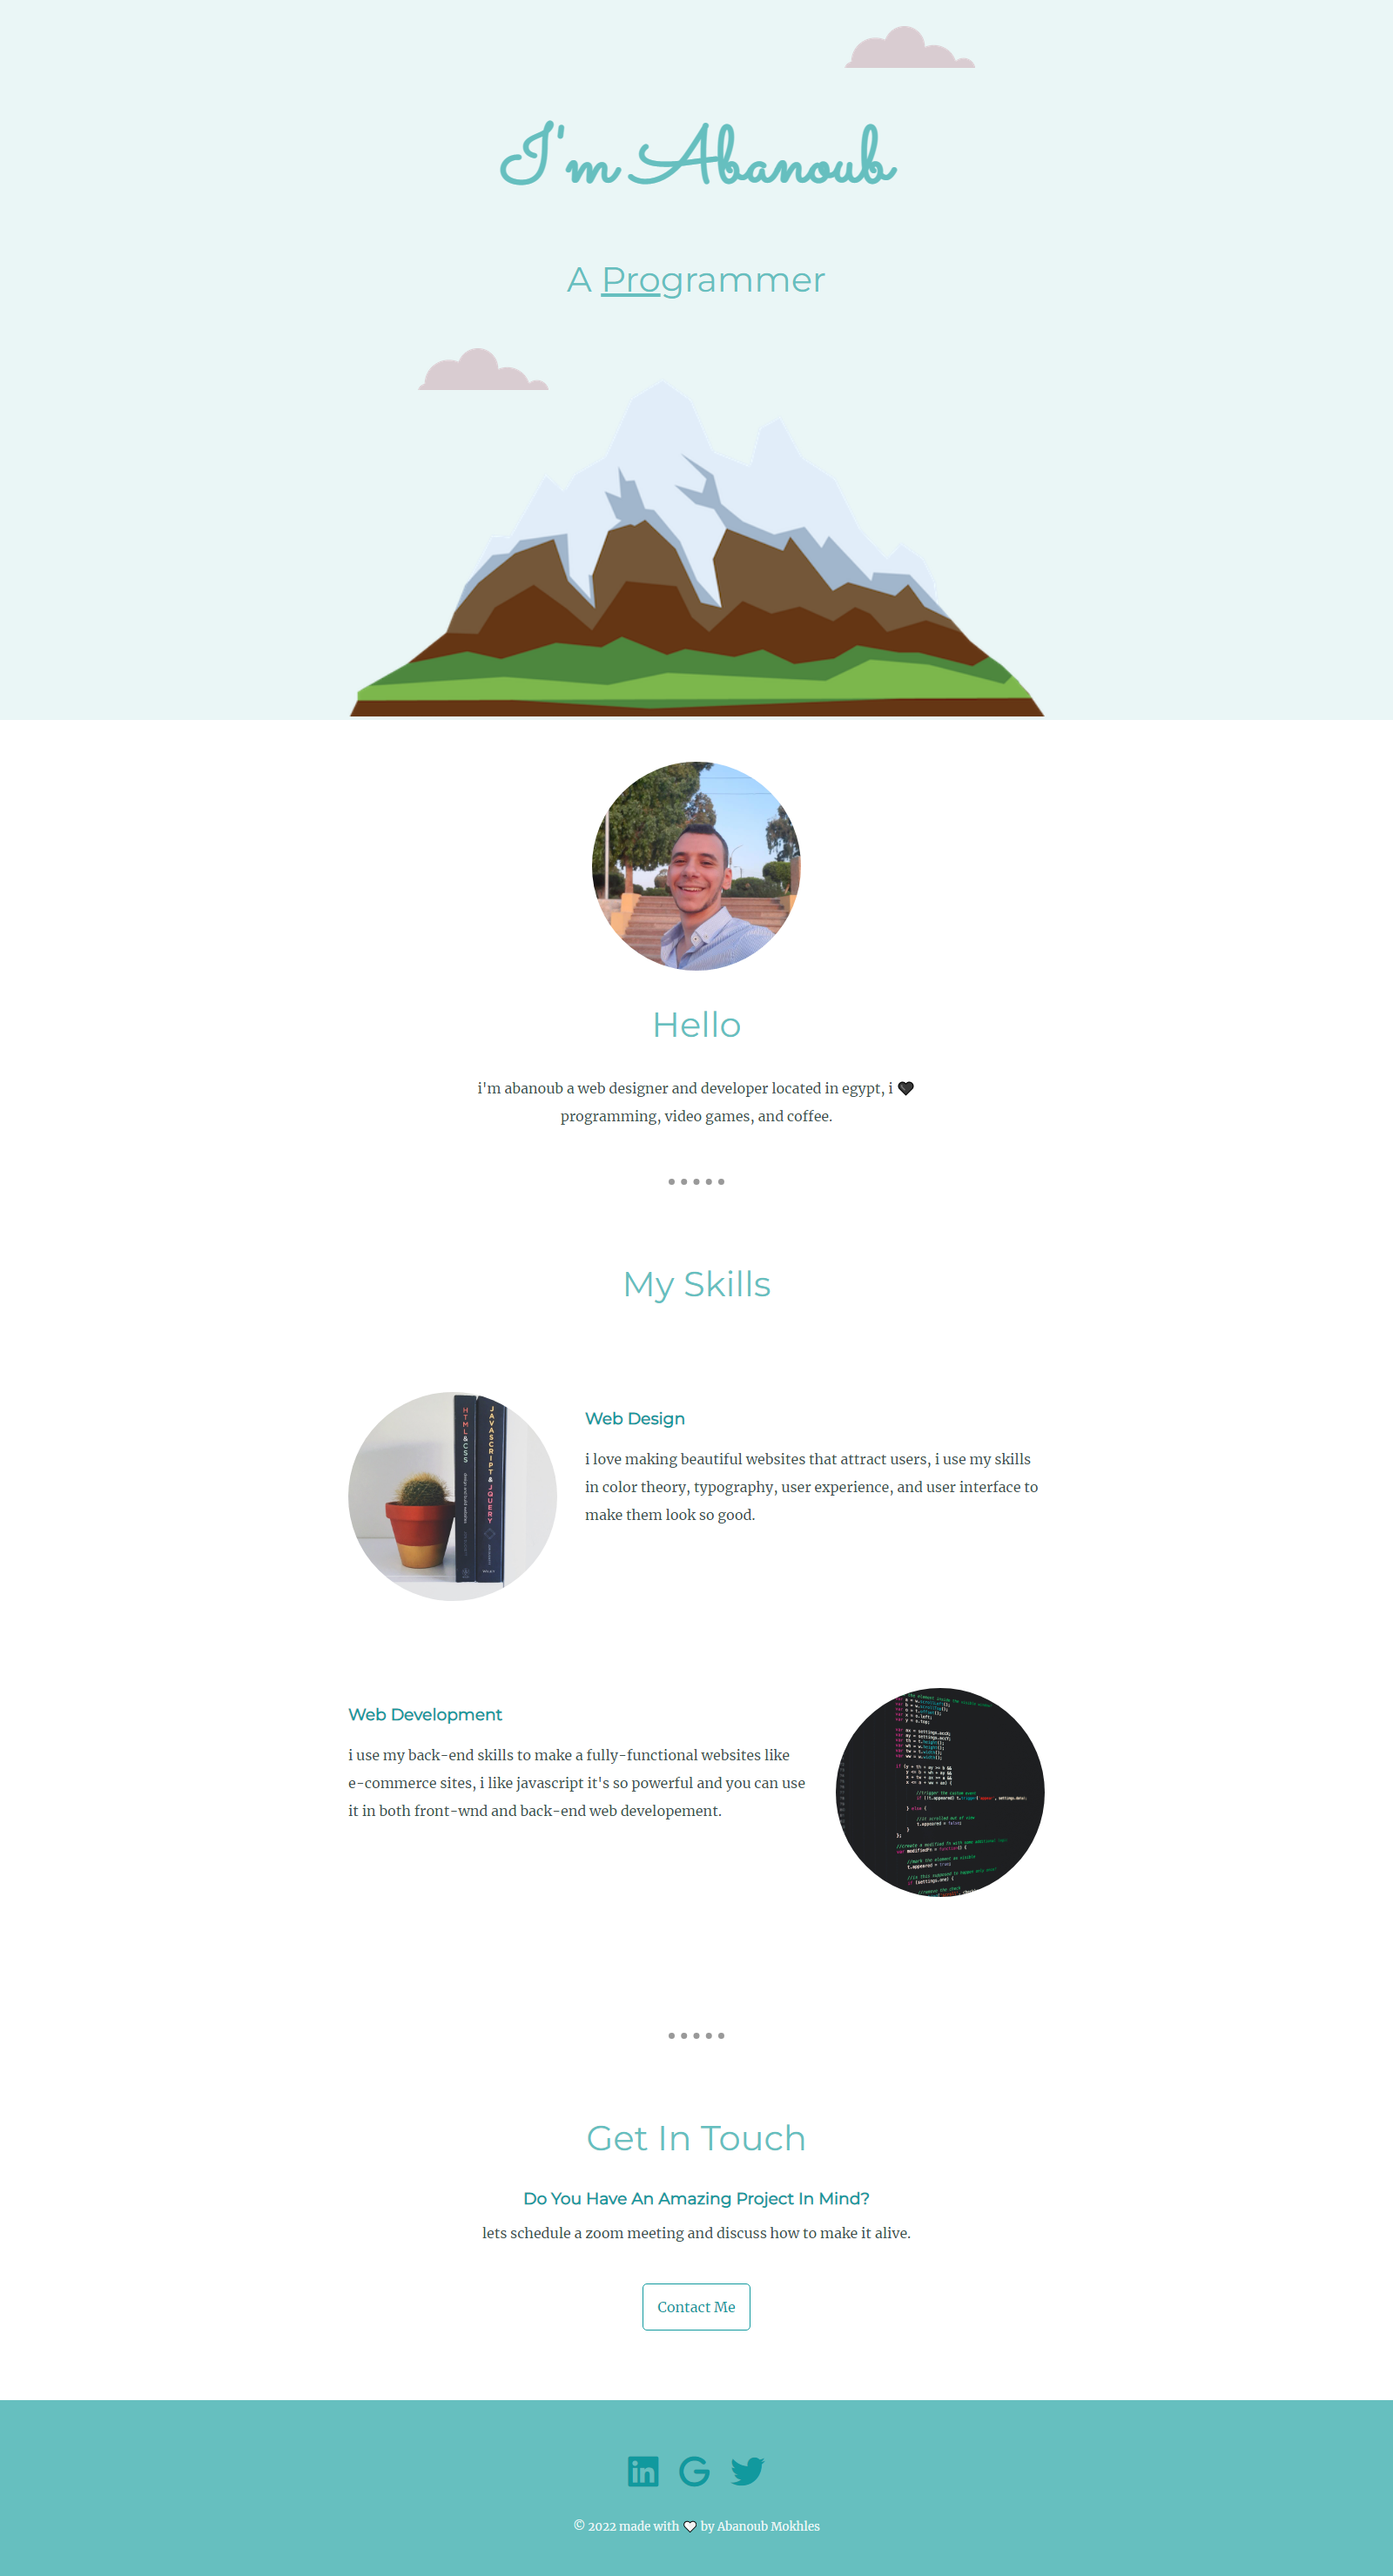 I'm Abanoub
A Programmer
Hello
i'm abanoub a web designer and developer located in egypt, i 🖤
programming, video games, and coffee.
My Skills
HTML&CSS
JAVASCRIPT&JQUERY
WILEY
Web Design
i love making beautiful websites that attract users, i use my skills
in color theory, typography, user experience, and user interface to
make them look so good.
Web Development
i use my back-end skills to make a fully-functional websites like
e-commerce sites, i like javascript it's so powerful and you can use
it in both front-wnd and back-end web developement.
Get In Touch
Do You Have An Amazing Project In Mind?
lets schedule a zoom meeting and discuss how to make it alive.
Contact Me
in G
© 2022 made with 🤍 by Abanoub Mokhles